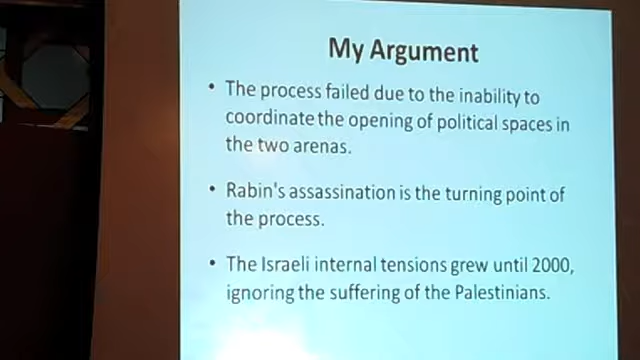 My Argument
• The process failed due to the inability to
coordinate the opening of political spaces in
the two arenas.
• Rabin's assassination is the turning point of
the process.
• The Israeli internal tensions grew until 2000,
ignoring the suffering of the Palestinians.